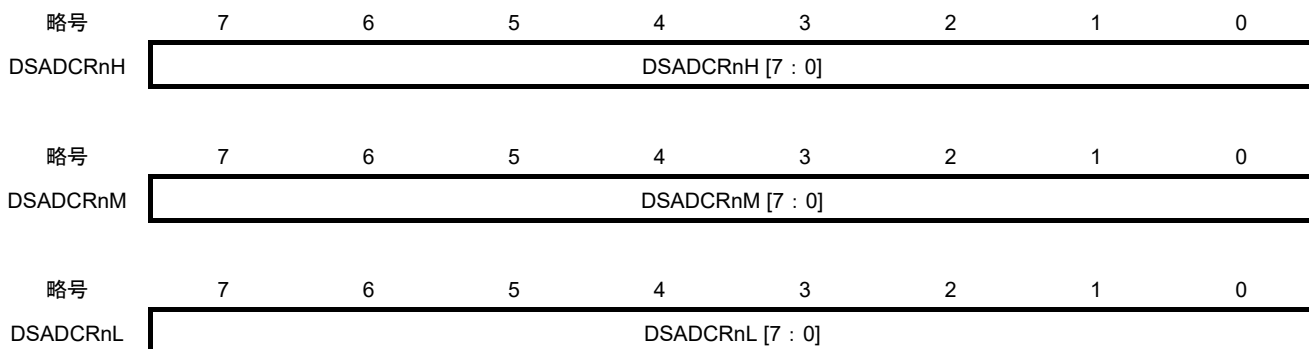 略号 7 6 5 4 3 2 1 0
DSADCRnH DSADCRnH [7 : 0]
略号 7 6 5 4 3 2 1 0
DSADCRnM DSADCRnM [7 : 0]
略号 7 6 5 4 3 2 1 0
DSADCRnL DSADCRnL [7 : 0]